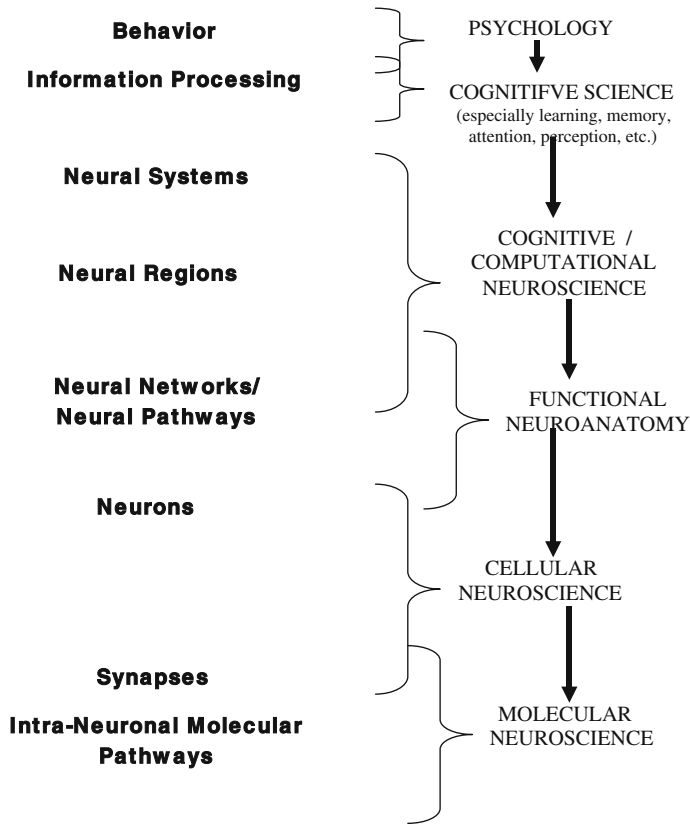 Behavior
PSYCHOLOGY
Information Processing
COGNITIFVE SCIENCE
(especially learning, memory,
attention, perception, etc.)
Neural Systems
COGNITIVE /
COMPUTATIONAL
NEUROSCIENCE
Neural Regions
Neural Networks/
Neural Pathways
FUNCTIONAL
NEUROANATOMY
Neurons
CELLULAR
NEUROSCIENCE
Synapses
Intra-Neuronal Molecular
Pathways
MOLECULAR
NEUROSCIENCE